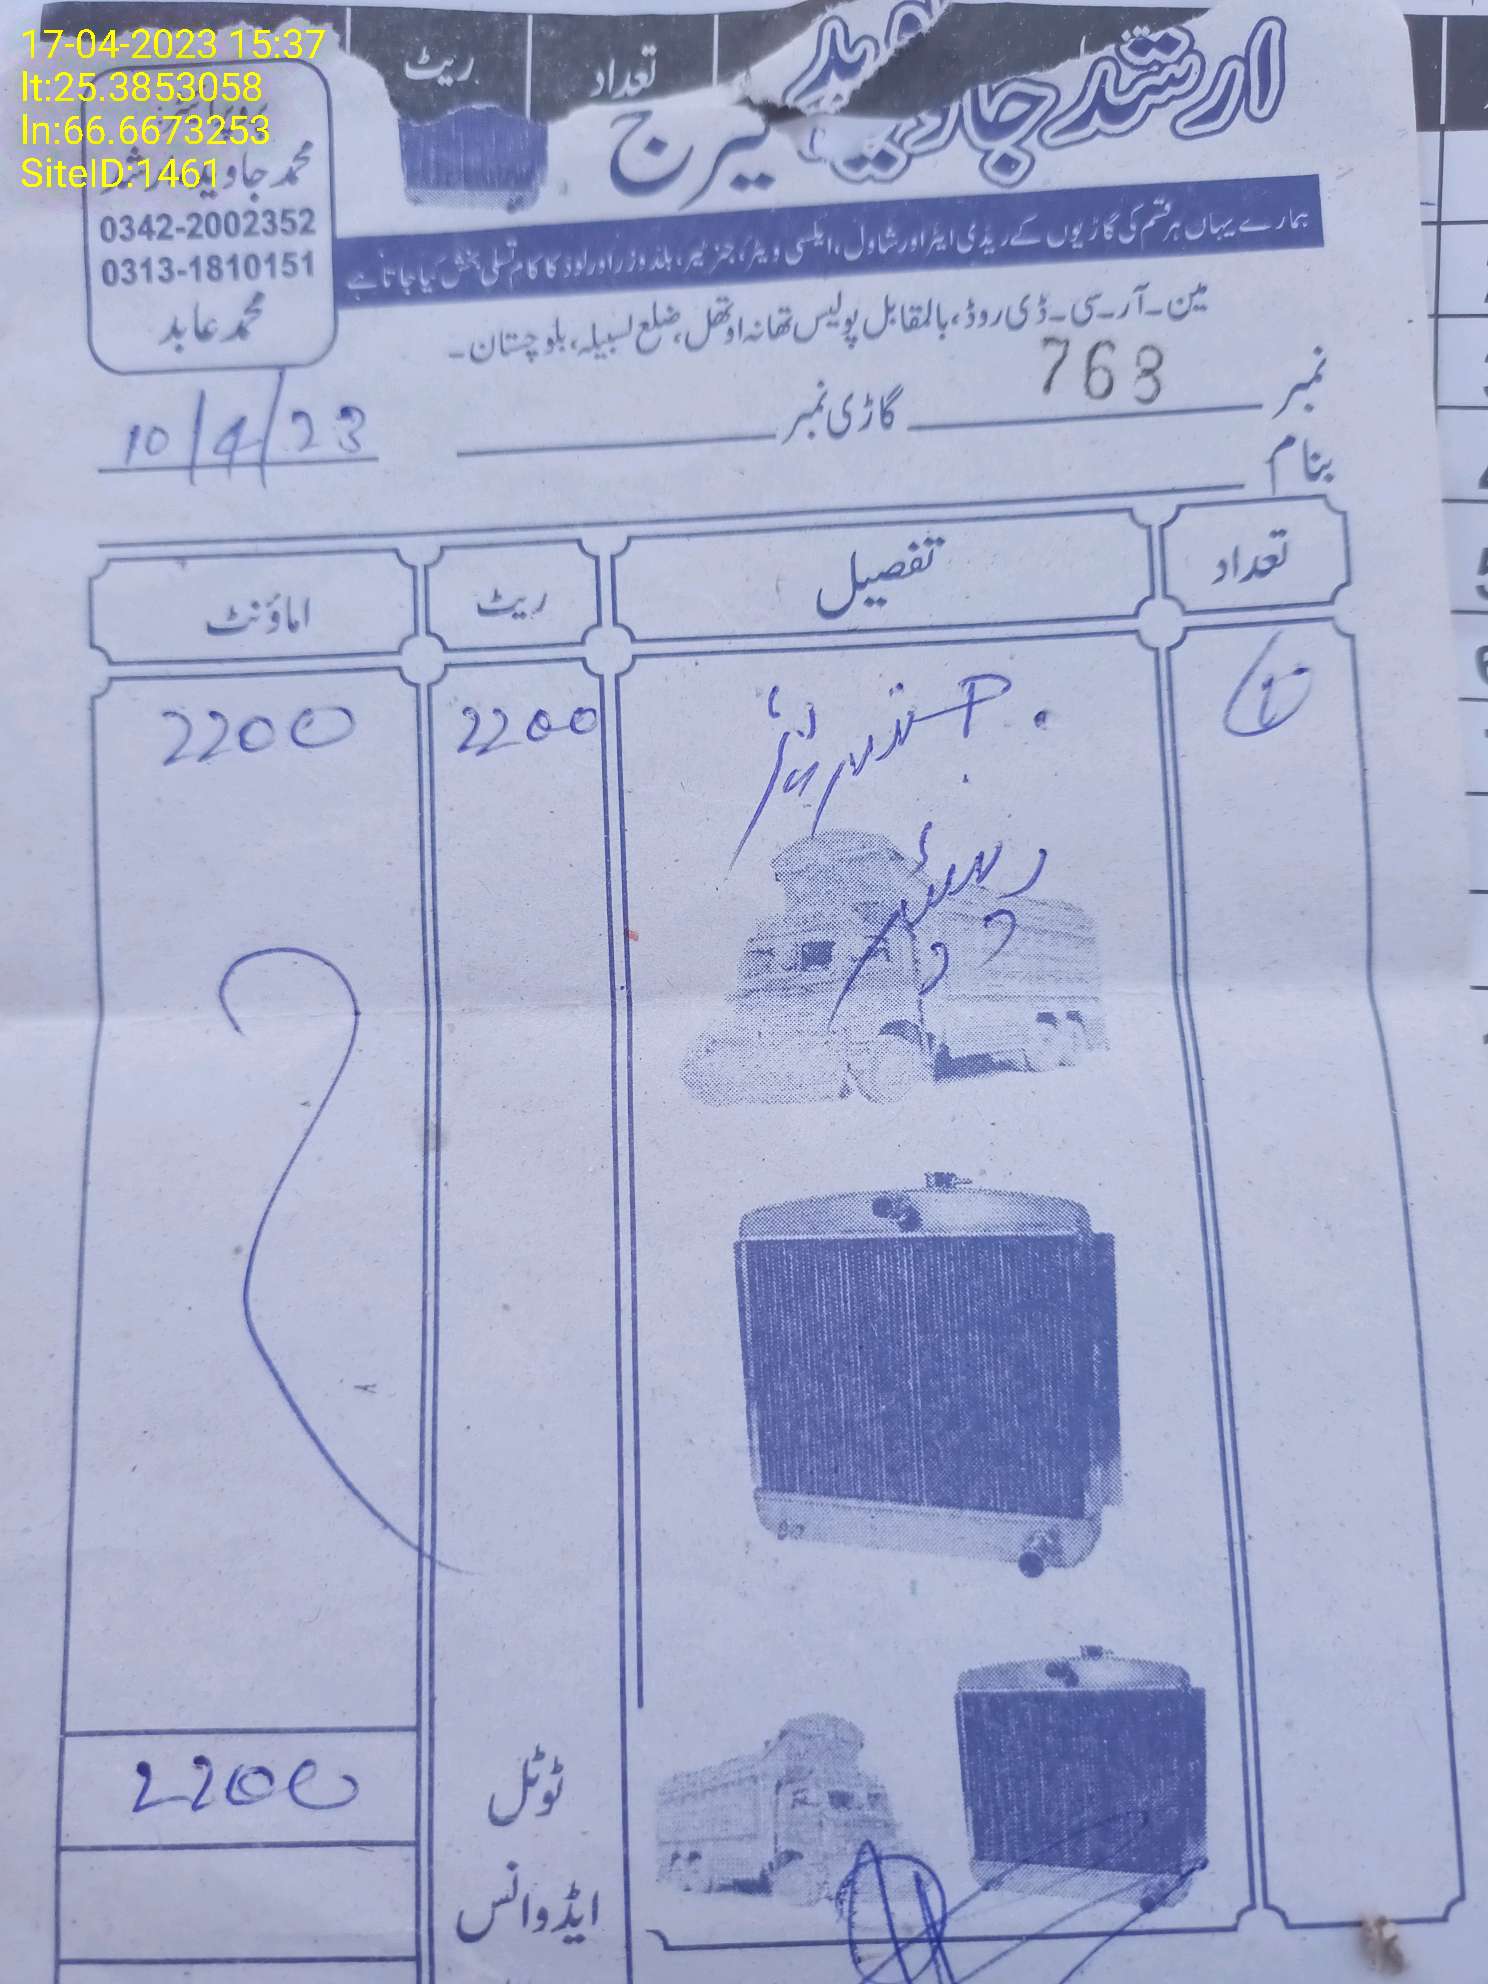 17-04-2023 15:37
lt:25.3853058
ln:66.6673253
SiteID:1461
ریٹ
تعداد
ارشد جاوید
گیرج
محمد جاوید
0342-2002352
0313-1810151
محمد عابد
ہمارے یہاں ہر قسم کی گاڑیوں کے ریڈی ایٹر اور شاول، ایکسی ویٹر، جنریٹر، بلڈوزر اور لوڈ کا کام تسلی بخش کیا جاتا ہے
مین۔آر۔سی۔ڈی روڈ، بالمقابل پولیس تھانہ اوتھل، ضلع لسبیلہ، بلوچستان۔
نمبر 763 گاڑی نمبر
10/4/23
بنام
تعداد تفصیل ریٹ اماؤنٹ
1 2200 2200
ٹوٹل 2200
ایڈوانس